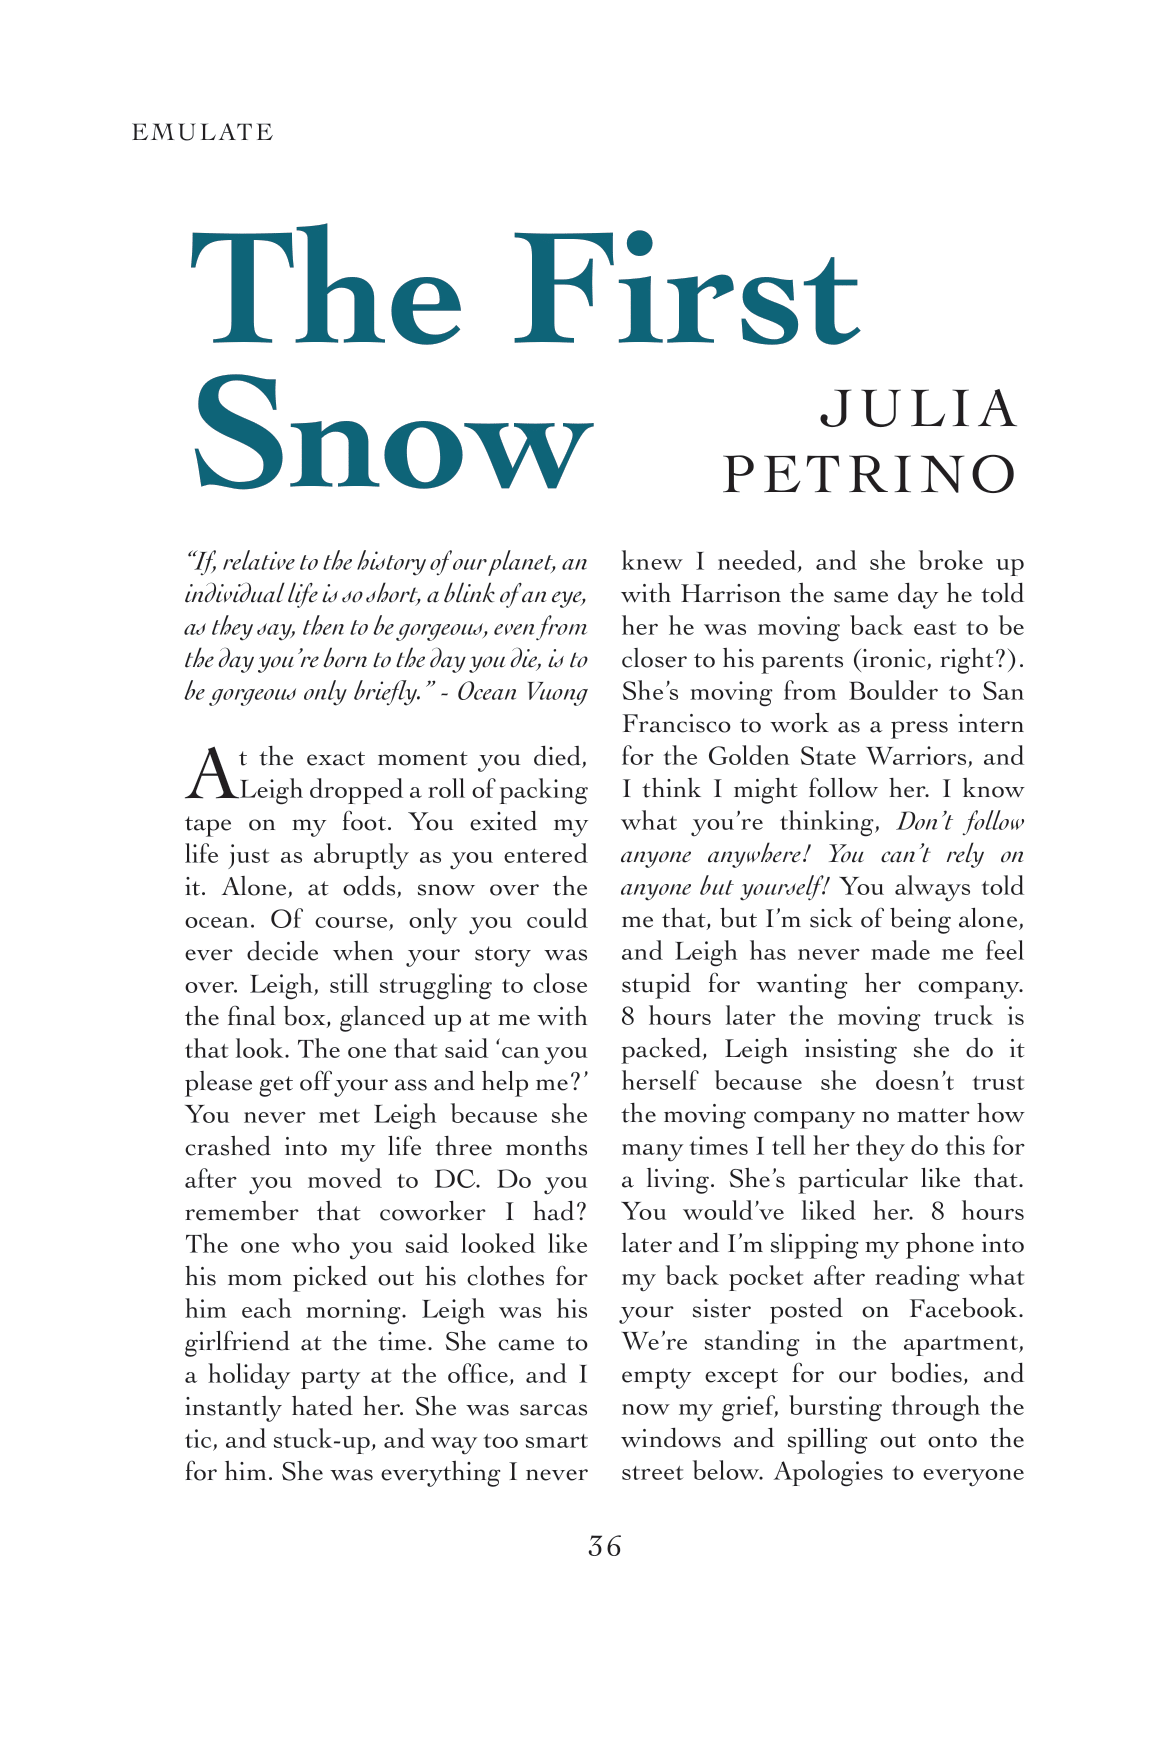 EMULATE
The First
Snow
JULIA
PETRINO
“If, relative to the history of our planet, an
individual life is so short, a blink of an eye,
as they say, then to be gorgeous, even from
the day you’re born to the day you die, is to
be gorgeous only briefly.” - Ocean Vuong
At the exact moment you died,
Leigh dropped a roll of packing
tape on my foot. You exited my
life just as abruptly as you entered
it. Alone, at odds, snow over the
ocean. Of course, only you could
ever decide when your story was
over. Leigh, still struggling to close
the final box, glanced up at me with
that look. The one that said ‘can you
please get off your ass and help me?’
You never met Leigh because she
crashed into my life three months
after you moved to DC. Do you
remember that coworker I had?
The one who you said looked like
his mom picked out his clothes for
him each morning. Leigh was his
girlfriend at the time. She came to
a holiday party at the office, and I
instantly hated her. She was sarcas
tic, and stuck-up, and way too smart
for him. She was everything I never
knew I needed, and she broke up
with Harrison the same day he told
her he was moving back east to be
closer to his parents (ironic, right?).
She’s moving from Boulder to San
Francisco to work as a press intern
for the Golden State Warriors, and
I think I might follow her. I know
what you’re thinking, Don’t follow
anyone anywhere! You can’t rely on
anyone but yourself! You always told
me that, but I’m sick of being alone,
and Leigh has never made me feel
stupid for wanting her company.
8 hours later the moving truck is
packed, Leigh insisting she do it
herself because she doesn’t trust
the moving company no matter how
many times I tell her they do this for
a living. She’s particular like that.
You would’ve liked her. 8 hours
later and I’m slipping my phone into
my back pocket after reading what
your sister posted on Facebook.
We’re standing in the apartment,
empty except for our bodies, and
now my grief, bursting through the
windows and spilling out onto the
street below. Apologies to everyone
36